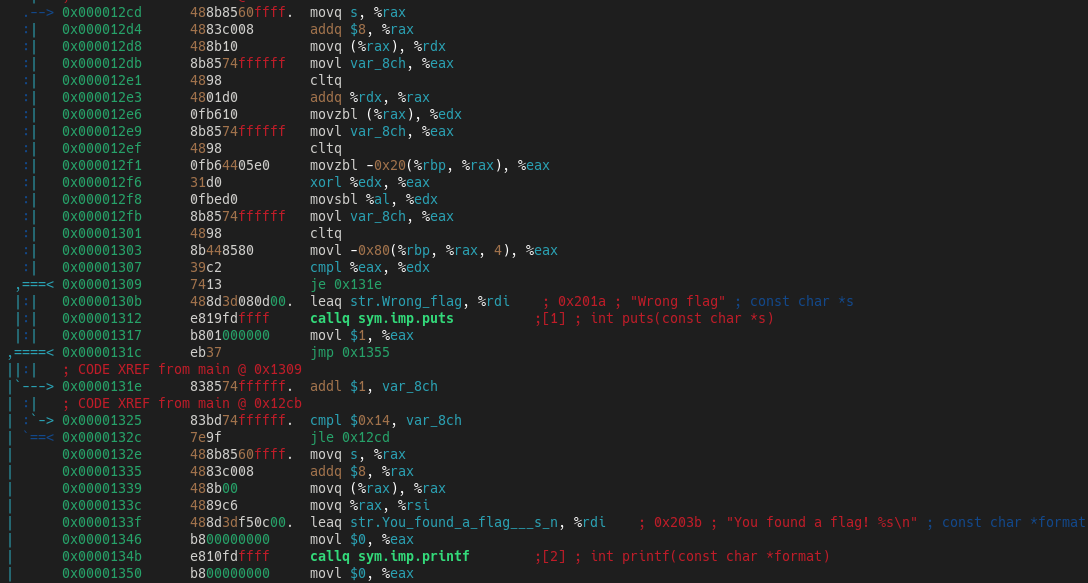 .--> 0x000012cd 488b8560ffff. movq s, %rax
:| 0x000012d4 4883c008 addq $8, %rax
:| 0x000012d8 488b10 movq (%rax), %rdx
:| 0x000012db 8b8574ffffff movl var_8ch, %eax
:| 0x000012e1 4898 cltq
:| 0x000012e3 4801d0 addq %rdx, %rax
:| 0x000012e6 0fb610 movzbl (%rax), %edx
:| 0x000012e9 8b8574ffffff movl var_8ch, %eax
:| 0x000012ef 4898 cltq
:| 0x000012f1 0fb64405e0 movzbl -0x20(%rbp, %rax), %eax
:| 0x000012f6 31d0 xorl %edx, %eax
:| 0x000012f8 0fbed0 movsbl %al, %edx
:| 0x000012fb 8b8574ffffff movl var_8ch, %eax
:| 0x00001301 4898 cltq
:| 0x00001303 8b448580 movl -0x80(%rbp, %rax, 4), %eax
:| 0x00001307 39c2 cmpl %eax, %edx
,===< 0x00001309 7413 je 0x131e
|:| 0x0000130b 488d3d080d00. leaq str.Wrong_flag, %rdi ; 0x201a ; "Wrong flag" ; const char *s
|:| 0x00001312 e819fdffff callq sym.imp.puts ;[1] ; int puts(const char *s)
|:| 0x00001317 b801000000 movl $1, %eax
,====< 0x0000131c eb37 jmp 0x1355
||:| ; CODE XREF from main @ 0x1309
|`---> 0x0000131e 838574ffffff. addl $1, var_8ch
| :| ; CODE XREF from main @ 0x12cb
| :`-> 0x00001325 83bd74ffffff. cmpl $0x14, var_8ch
| `==< 0x0000132c 7e9f jle 0x12cd
| 0x0000132e 488b8560ffff. movq s, %rax
| 0x00001335 4883c008 addq $8, %rax
| 0x00001339 488b00 movq (%rax), %rax
| 0x0000133c 4889c6 movq %rax, %rsi
| 0x0000133f 488d3df50c00. leaq str.You_found_a_flag___s_n, %rdi ; 0x203b ; "You found a flag! %s\n" ; const char *format
| 0x00001346 b800000000 movl $0, %eax
| 0x0000134b e810fdffff callq sym.imp.printf ;[2] ; int printf(const char *format)
| 0x00001350 b800000000 movl $0, %eax